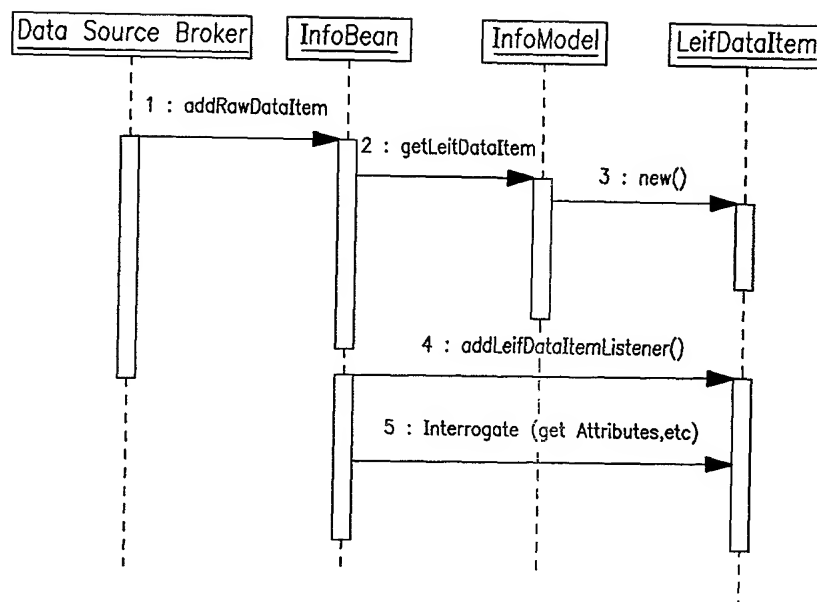 Data Source Broker
InfoBean
InfoModel
LeifDataItem
1 : addRawDataItem
2 : getLeitDataItem
3 : new()
4 : addLeifDataItemListener()
5 : Interrogate (get Attributes,etc)